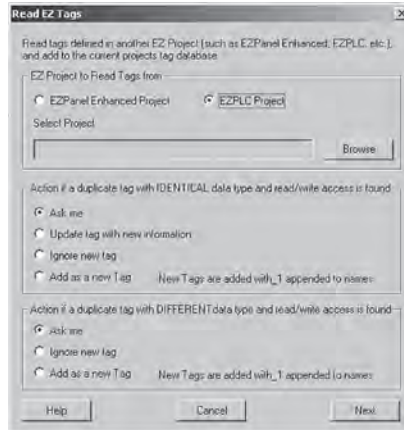 Read EZ Tags
Read tags defined in another EZ Project (such as EZPanel Enhanced, EZPLC, etc.),
and add to the current projects tag database
EZ Project to Read Tags from
EZPanel Enhanced Project
EZPLC Project
Select Project
Browse
Action if a duplicate tag with IDENTICAL data type and read/write access is found
Ask me
Update tag with new information
Ignore new tag
Add as a new Tag New Tags are added with_1 appended to names
Action if a duplicate tag with DIFFERENT data type and read/write access is found
Ask me
Ignore new tag
Add as a new Tag New Tags are added with_1 appended to names
Help Cancel Next